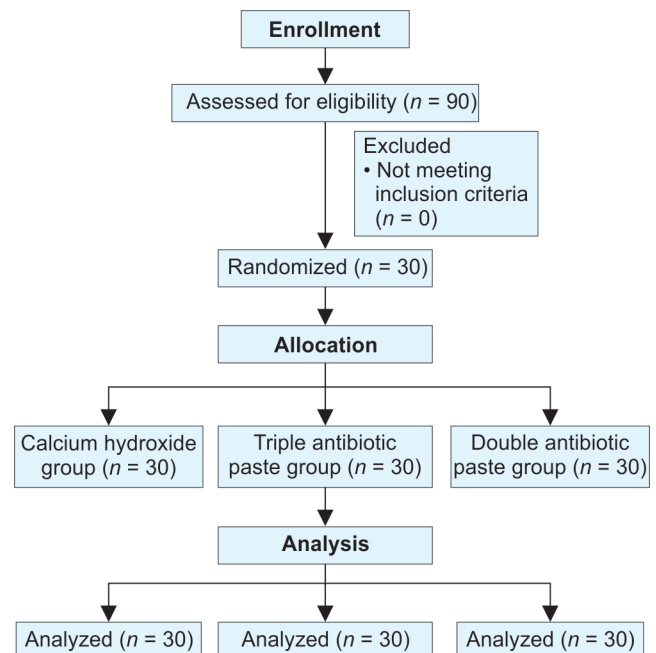 Enrollment
Assessed for eligibility (n = 90)
Excluded
• Not meeting
inclusion criteria
(n = 0)
Randomized (n = 30)
Allocation
Calcium hydroxide
group (n = 30)
Triple antibiotic
paste group (n = 30)
Double antibiotic
paste group (n = 30)
Analysis
Analyzed (n = 30)
Analyzed (n = 30)
Analyzed (n = 30)